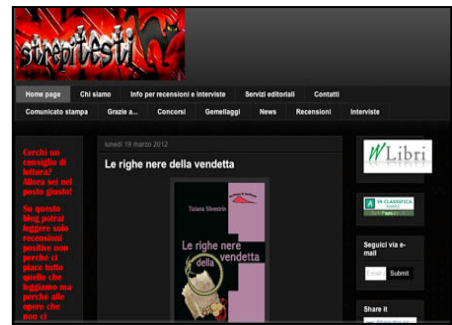 strepitesti
Home page Chi siamo Info per recensioni e interviste Servizi editoriali Contatti
Comunicato stampa Grazie a... Concorsi Gemellaggi News Recensioni Interviste
Cerchi un
consiglio di
lettura?
Allora sei nel
posto giusto!
Su questo
blog potrai
leggere solo
recensioni
positive non
perché ci
piace tutto
quello che
leggiamo ma
perché alle
opere che
non ci
lunedì 19 marzo 2012
Le righe nere della vendetta
Tiziana Silvestrin
Le righe nere
della vendetta
WLibri
IN CLASSIFICA
Seguici via e-
mail
Email Submit
Share it